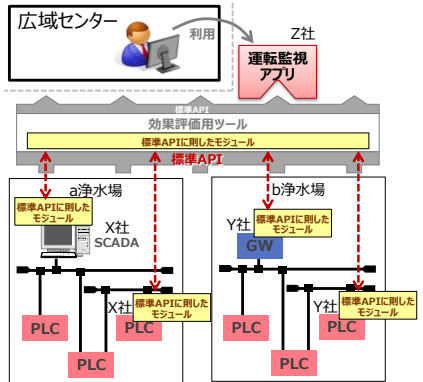 広域センター
利用
Z社
運転監視
アプリ
標準API
効果評価用ツール
標準APIに則したモジュール
標準API
a浄水場
標準APIに則した
モジュール
X社
SCADA
X社
標準APIに則した
モジュール
PLC
PLC
PLC
b浄水場
標準APIに則した
モジュール
Y社
GW
Y社
標準APIに則した
モジュール
PLC
PLC
PLC